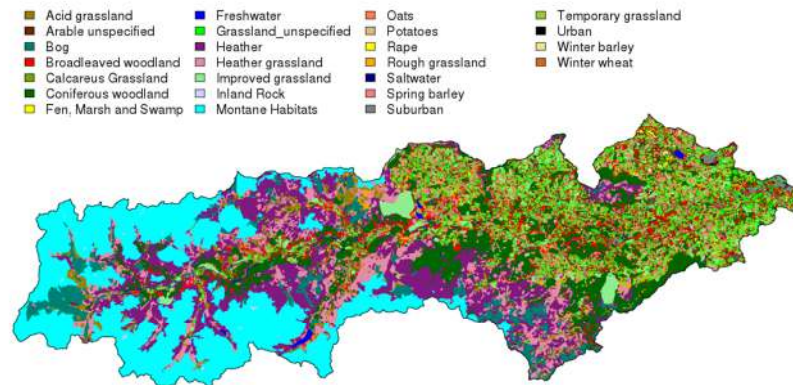 Acid grassland
Arable unspecified
Bog
Broadleaved woodland
Calcareus Grassland
Coniferous woodland
Fen, Marsh and Swamp
Freshwater
Grassland_unspecified
Heather
Heather grassland
Improved grassland
Inland Rock
Montane Habitats
Oats
Potatoes
Rape
Rough grassland
Saltwater
Spring barley
Suburban
Temporary grassland
Urban
Winter barley
Winter wheat